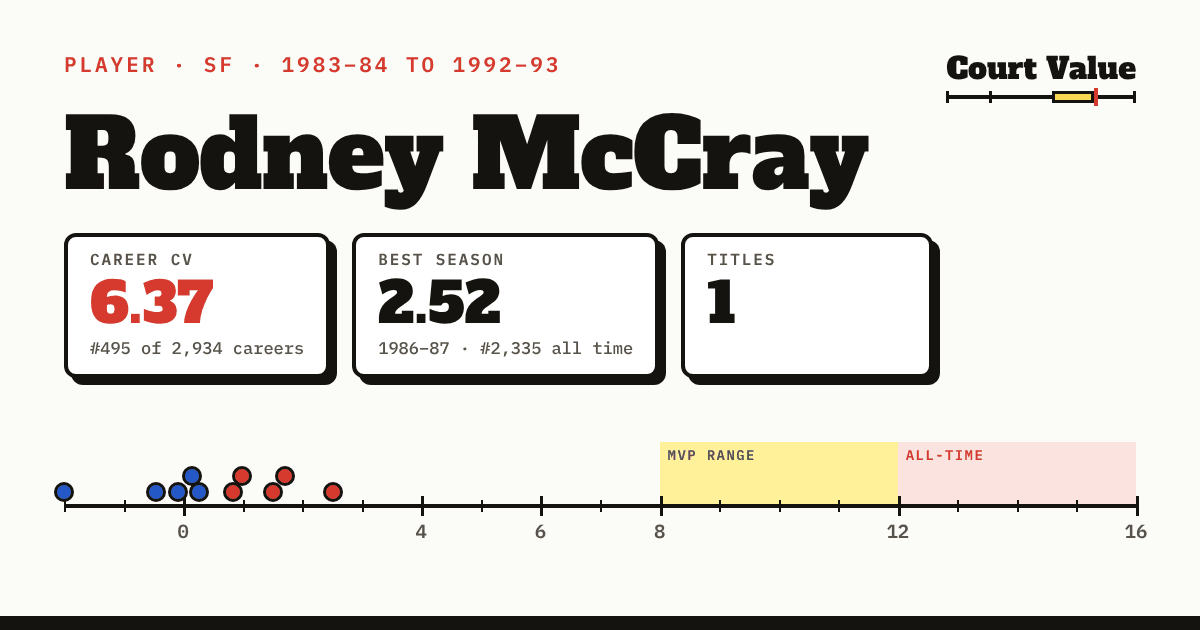 PLAYER · SF · 1983–84 TO 1992–93
Court Value
Rodney McCray
CAREER CV
6.37
#495 of 2,934 careers
BEST SEASON
2.52
1986–87 · #2,335 all time
TITLES
1
MVP RANGE
ALL-TIME
0
4
6
8
12
16